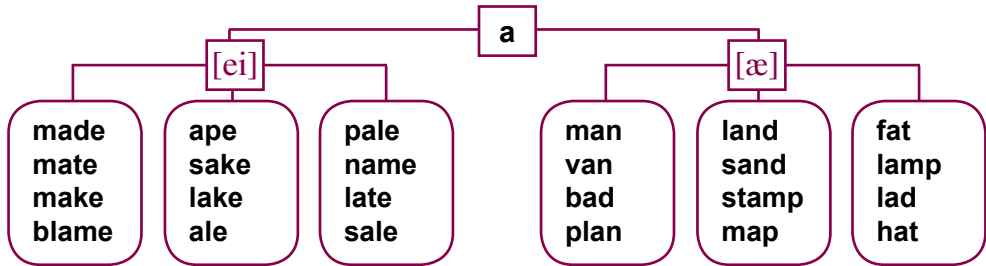 a
[ei]
[æ]
made
mate
make
blame
ape
sake
lake
ale
pale
name
late
sale
man
van
bad
plan
land
sand
stamp
map
fat
lamp
lad
hat